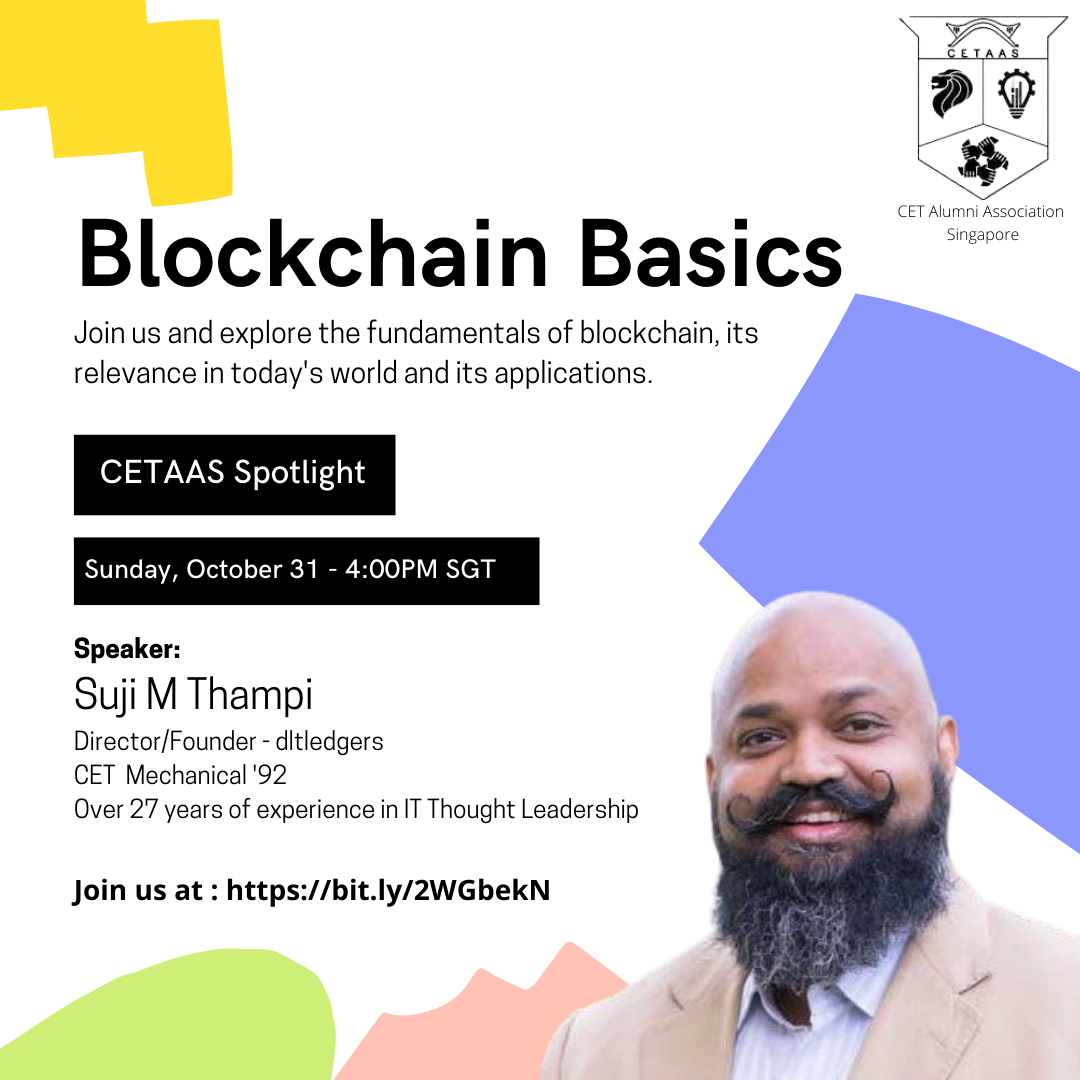 CETAAS
CET Alumni Association
Singapore
Blockchain Basics
Join us and explore the fundamentals of blockchain, its
relevance in today's world and its applications.
CETAAS Spotlight
Sunday, October 31 - 4:00PM SGT
Speaker:
Suji M Thampi
Director/Founder - dltledgers
CET  Mechanical '92
Over 27 years of experience in IT Thought Leadership
Join us at : https://bit.ly/2WGbekN